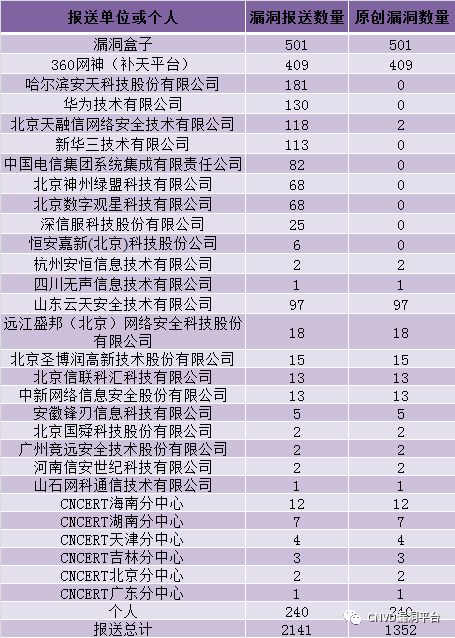 报送单位或个人 漏洞报送数量 原创漏洞数量
漏洞盒子 501 501
360网神（补天平台） 409 409
哈尔滨安天科技股份有限公司 181 0
华为技术有限公司 130 0
北京天融信网络安全技术有限公司 118 2
新华三技术有限公司 113 0
中国电信集团系统集成有限责任公司 82 0
北京神州绿盟科技有限公司 68 0
北京数字观星科技有限公司 68 0
深信服科技股份有限公司 25 0
恒安嘉新(北京)科技股份公司 6 0
杭州安恒信息技术有限公司 2 2
四川无声信息技术有限公司 1 1
山东云天安全技术有限公司 97 97
远江盛邦（北京）网络安全科技股份
有限公司 18 18
北京圣博润高新技术股份有限公司 15 15
北京信联科汇科技有限公司 13 13
中新网络信息安全股份有限公司 13 13
安徽锋刃信息科技有限公司 5 5
北京国舜科技股份有限公司 2 2
广州竞远安全技术股份有限公司 2 2
河南信安世纪科技有限公司 2 2
山石网科通信技术有限公司 1 1
CNCERT海南分中心 12 12
CNCERT湖南分中心 7 7
CNCERT天津分中心 4 4
CNCERT吉林分中心 3 3
CNCERT北京分中心 2 2
CNCERT广东分中心 1 1
个人 240 240
报送总计 2141 1352
CNVD漏洞平台